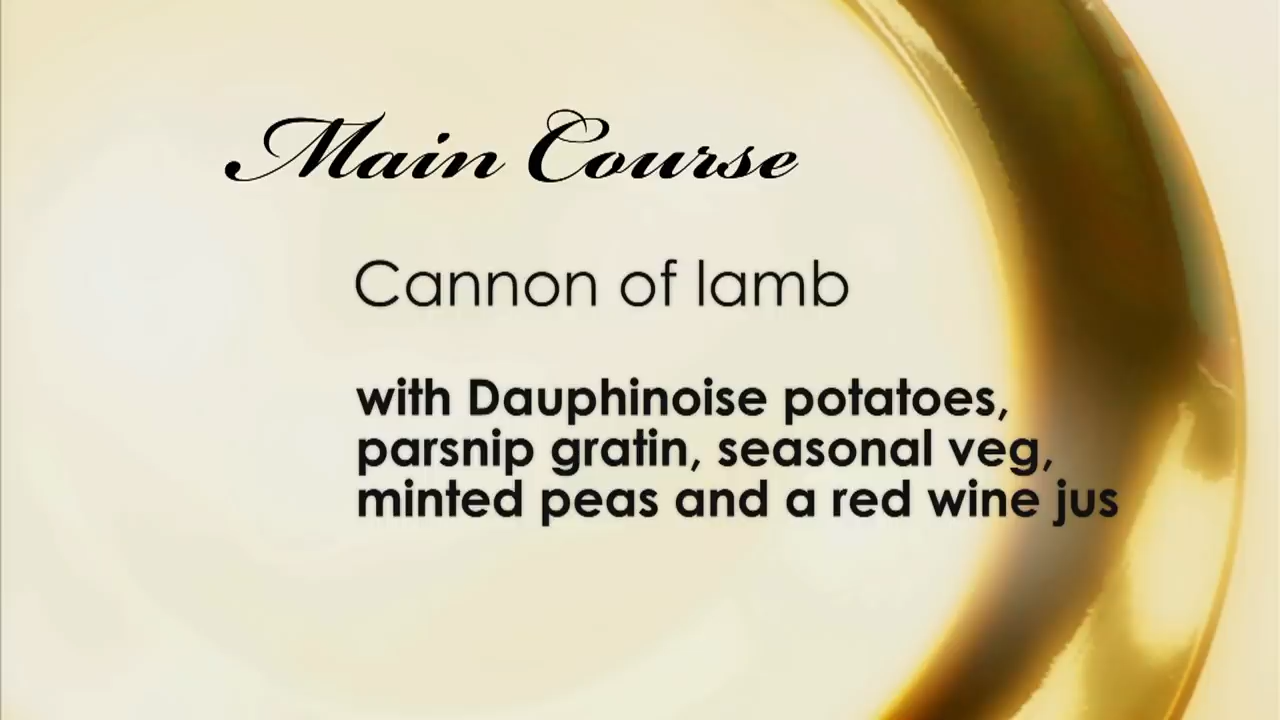 Main Course
Cannon of lamb
with Dauphinoise potatoes,
parsnip gratin, seasonal veg,
minted peas and a red wine jus